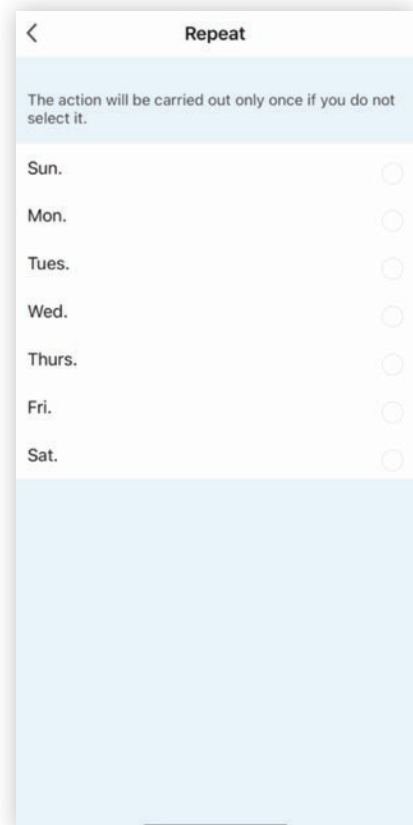 Repeat
The action will be carried out only once if you do not
select it.
Sun.
Mon.
Tues.
Wed.
Thurs.
Fri.
Sat.